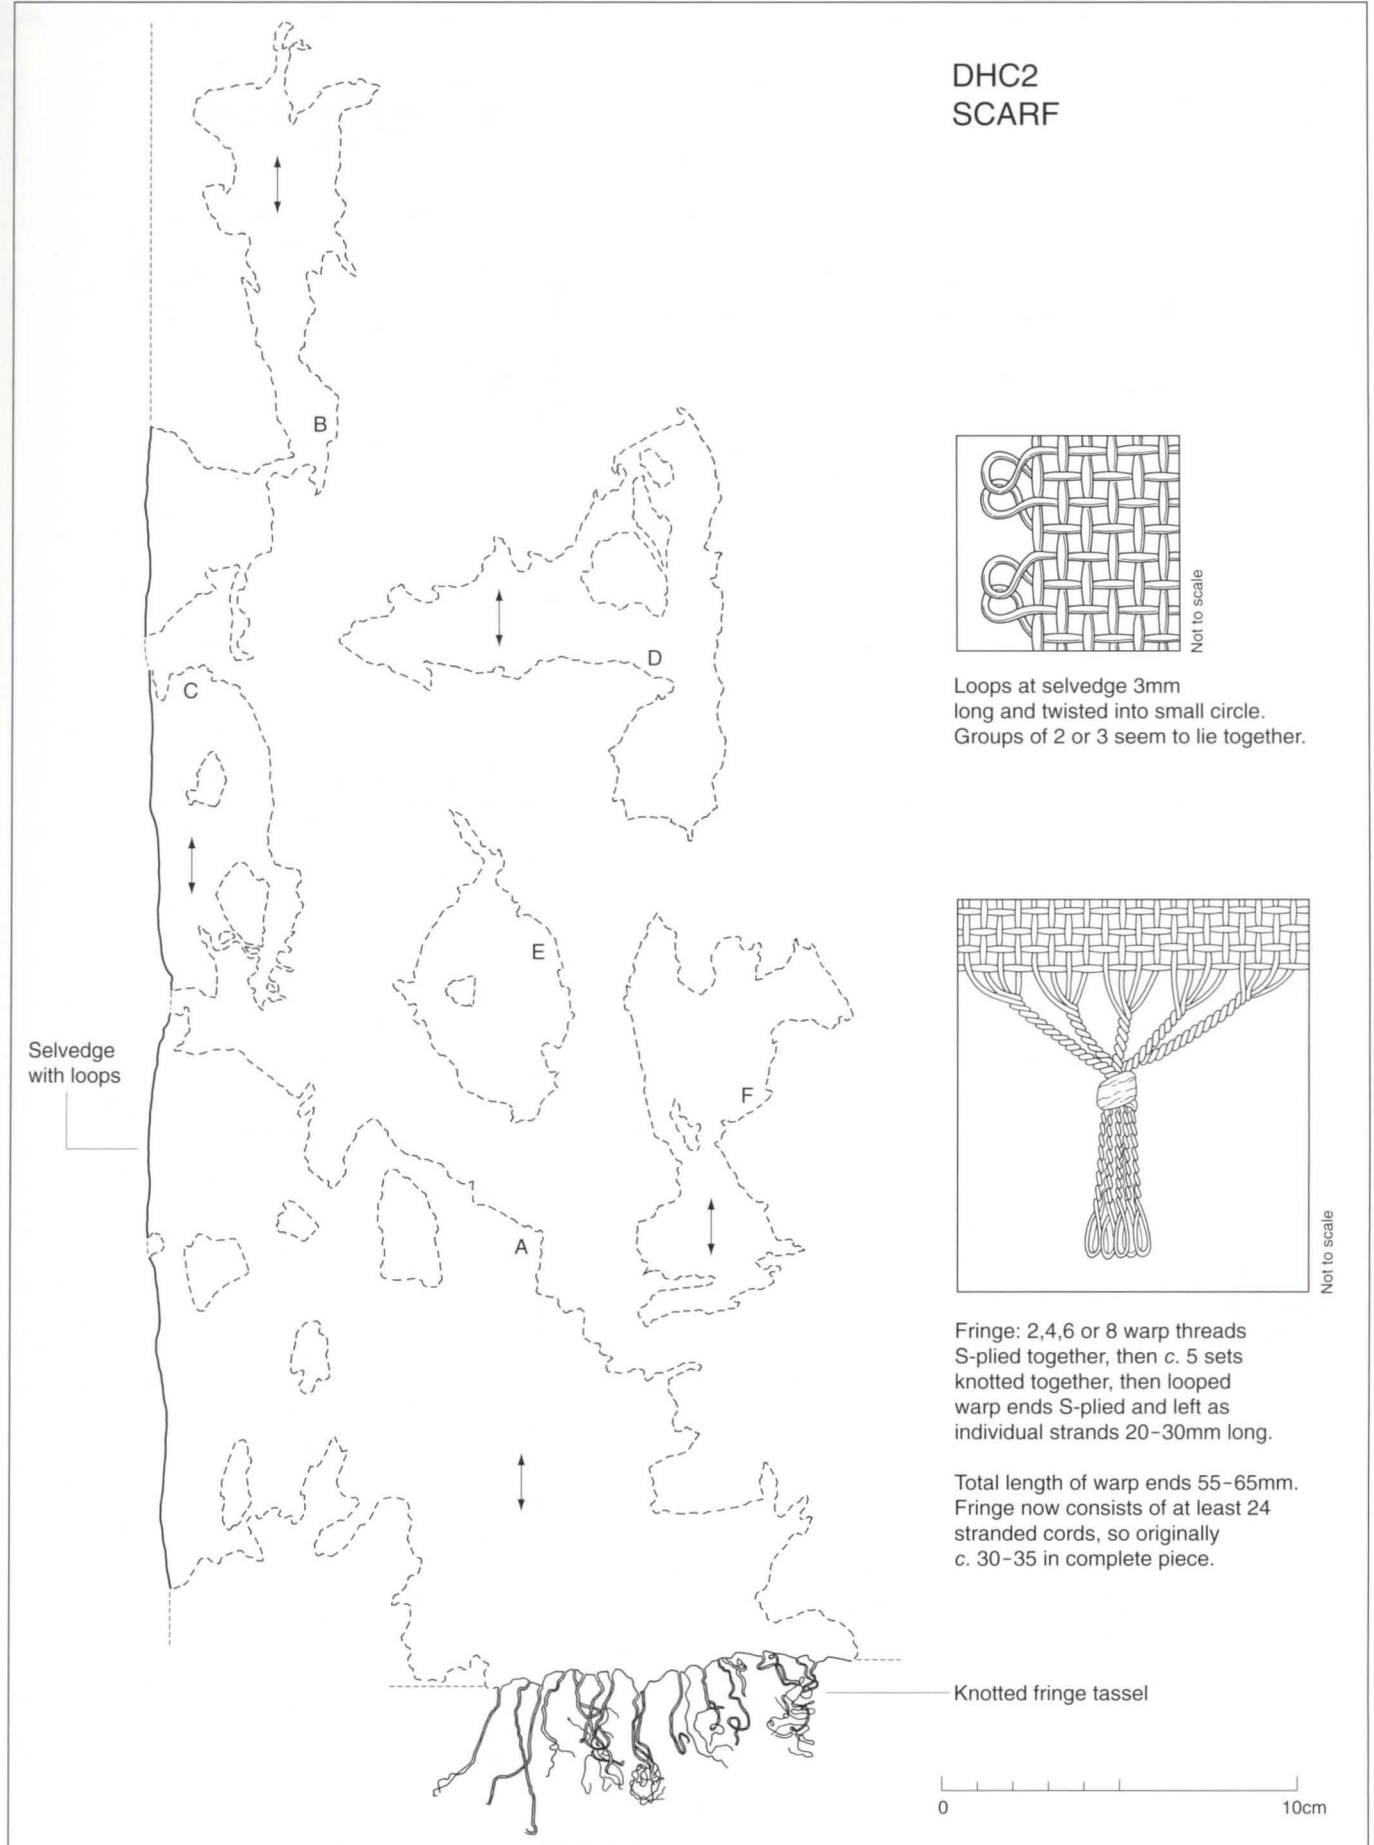 DHC2
SCARF
B
D
C
Not to scale
Loops at selvedge 3mm
long and twisted into small circle.
Groups of 2 or 3 seem to lie together.
E
Selvedge
with loops
F
A
Not to scale
Fringe: 2,4,6 or 8 warp threads
S-plied together, then c. 5 sets
knotted together, then looped
warp ends S-plied and left as
individual strands 20–30mm long.
Total length of warp ends 55–65mm.
Fringe now consists of at least 24
stranded cords, so originally
c. 30–35 in complete piece.
Knotted fringe tassel
0 10cm